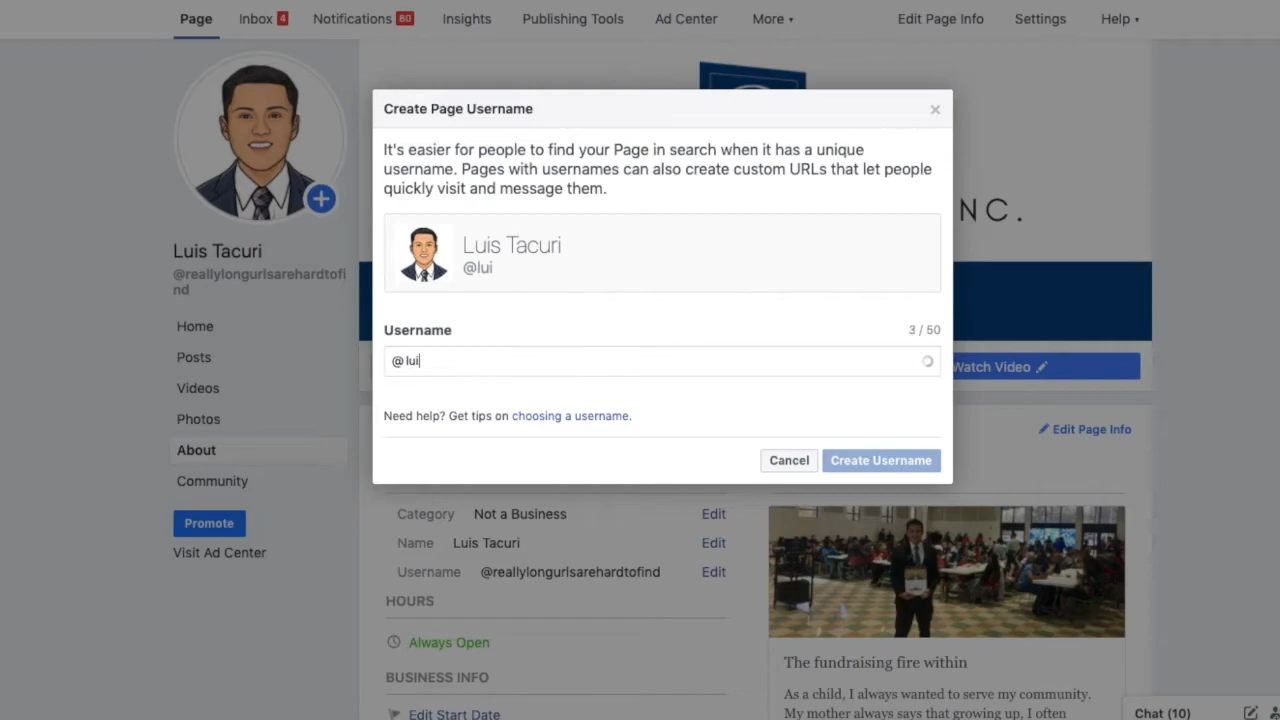 Page Inbox 4 Notifications 60 Insights Publishing Tools Ad Center More Edit Page Info Settings Help
Create Page Username
It's easier for people to find your Page in search when it has a unique
username. Pages with usernames can also create custom URLs that let people
quickly visit and message them.
Luis Tacuri
@lui
Username 3 / 50
@ lui
Need help? Get tips on choosing a username.
Cancel Create Username
Luis Tacuri
@reallylongurlsarehardtofi
nd
Home
Posts
Videos
Photos
About
Community
Promote
Visit Ad Center
NC.
Watch Video
Edit Page Info
Category Not a Business Edit
Name Luis Tacuri Edit
Username @reallylongurlsarehardtofind Edit
HOURS
Always Open
BUSINESS INFO
Edit Start Date
The fundraising fire within
As a child, I always wanted to serve my community.
My mother always says that growing up, I often
Chat (10)